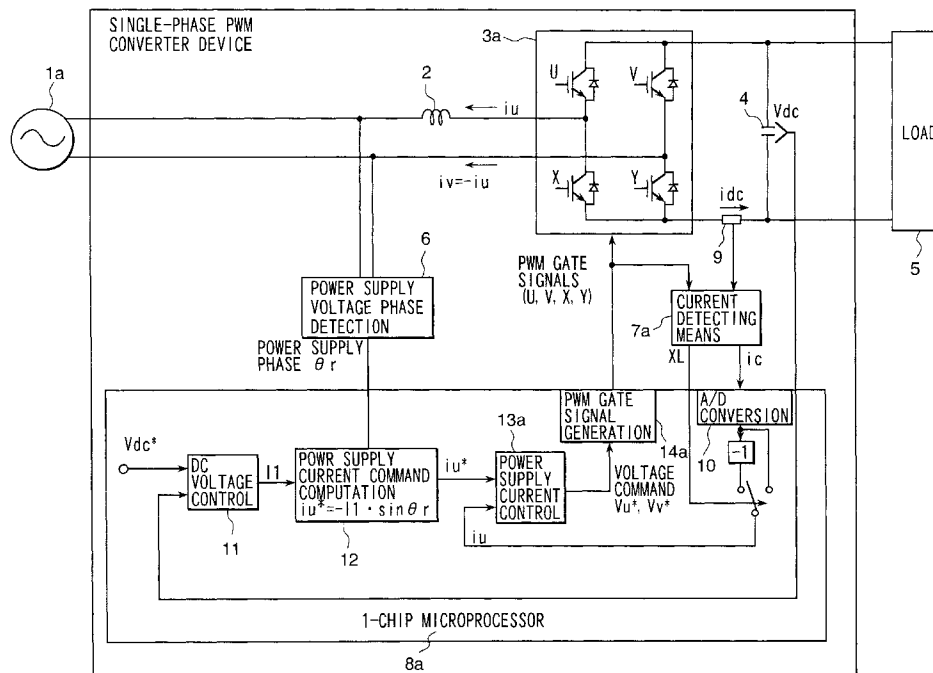 SINGLE-PHASE PWM
CONVERTER DEVICE
1a
2
iu
iv=-iu
3a
U
V
X
Y
4
Vdc
idc
9
LOAD
5
6
POWER SUPPLY
VOLTAGE PHASE
DETECTION
POWER SUPPLY
PHASE θr
PWM GATE
SIGNALS
(U, V, X, Y)
7a
CURRENT
DETECTING
MEANS
XL
ic
PWM GATE
SIGNAL
GENERATION
14a
A/D
CONVERSION
10
-1
Vdc*
DC
VOLTAGE
CONTROL
11
I1
POWR SUPPLY
CURRENT COMMAND
COMPUTATION
iu*=-I1・sinθr
12
iu*
13a
POWER
SUPPLY
CURRENT
CONTROL
iu
VOLTAGE
COMMAND
Vu*, Vv*
1-CHIP MICROPROCESSOR
8a